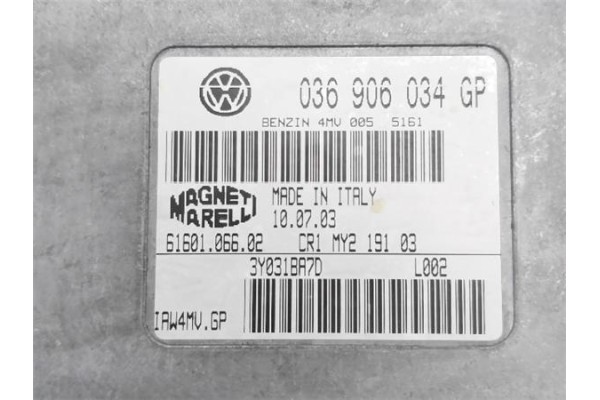 036 906 034 GP
BENZIN 4MV 005 5161
MAGNETI
MARELLI
MADE IN ITALY
10.07.03
61601.066.02 CR1 MY2 191 03
3Y031BA7D L002
IAW4MV.GP